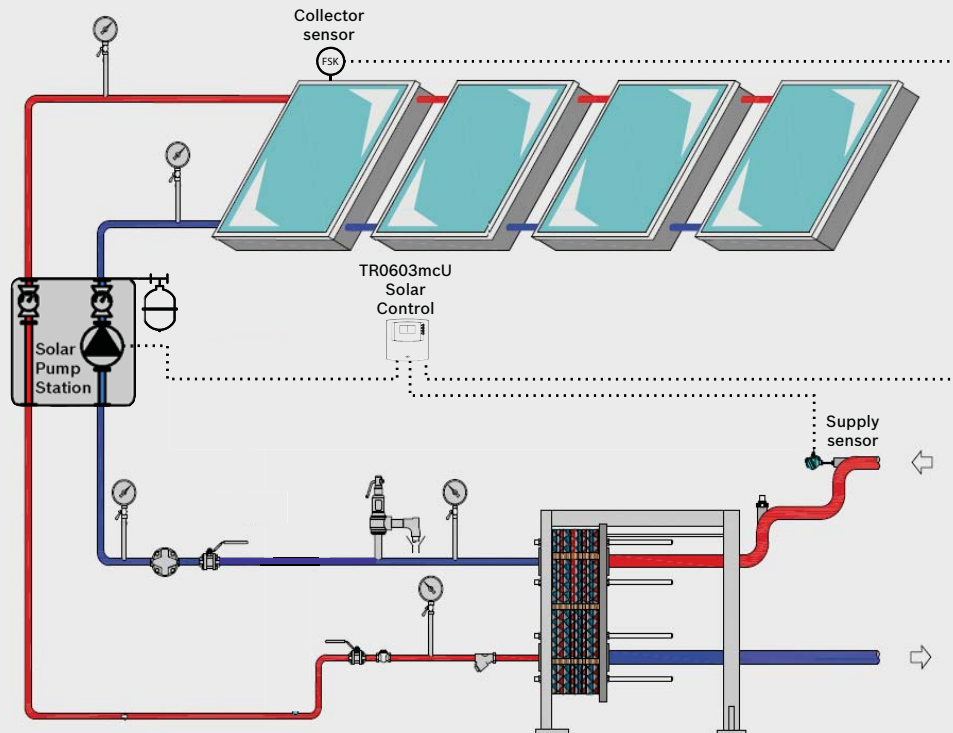 Collector
sensor
FSK
TR0603mcU
Solar
Control
Solar
Pump
Station
Supply
sensor